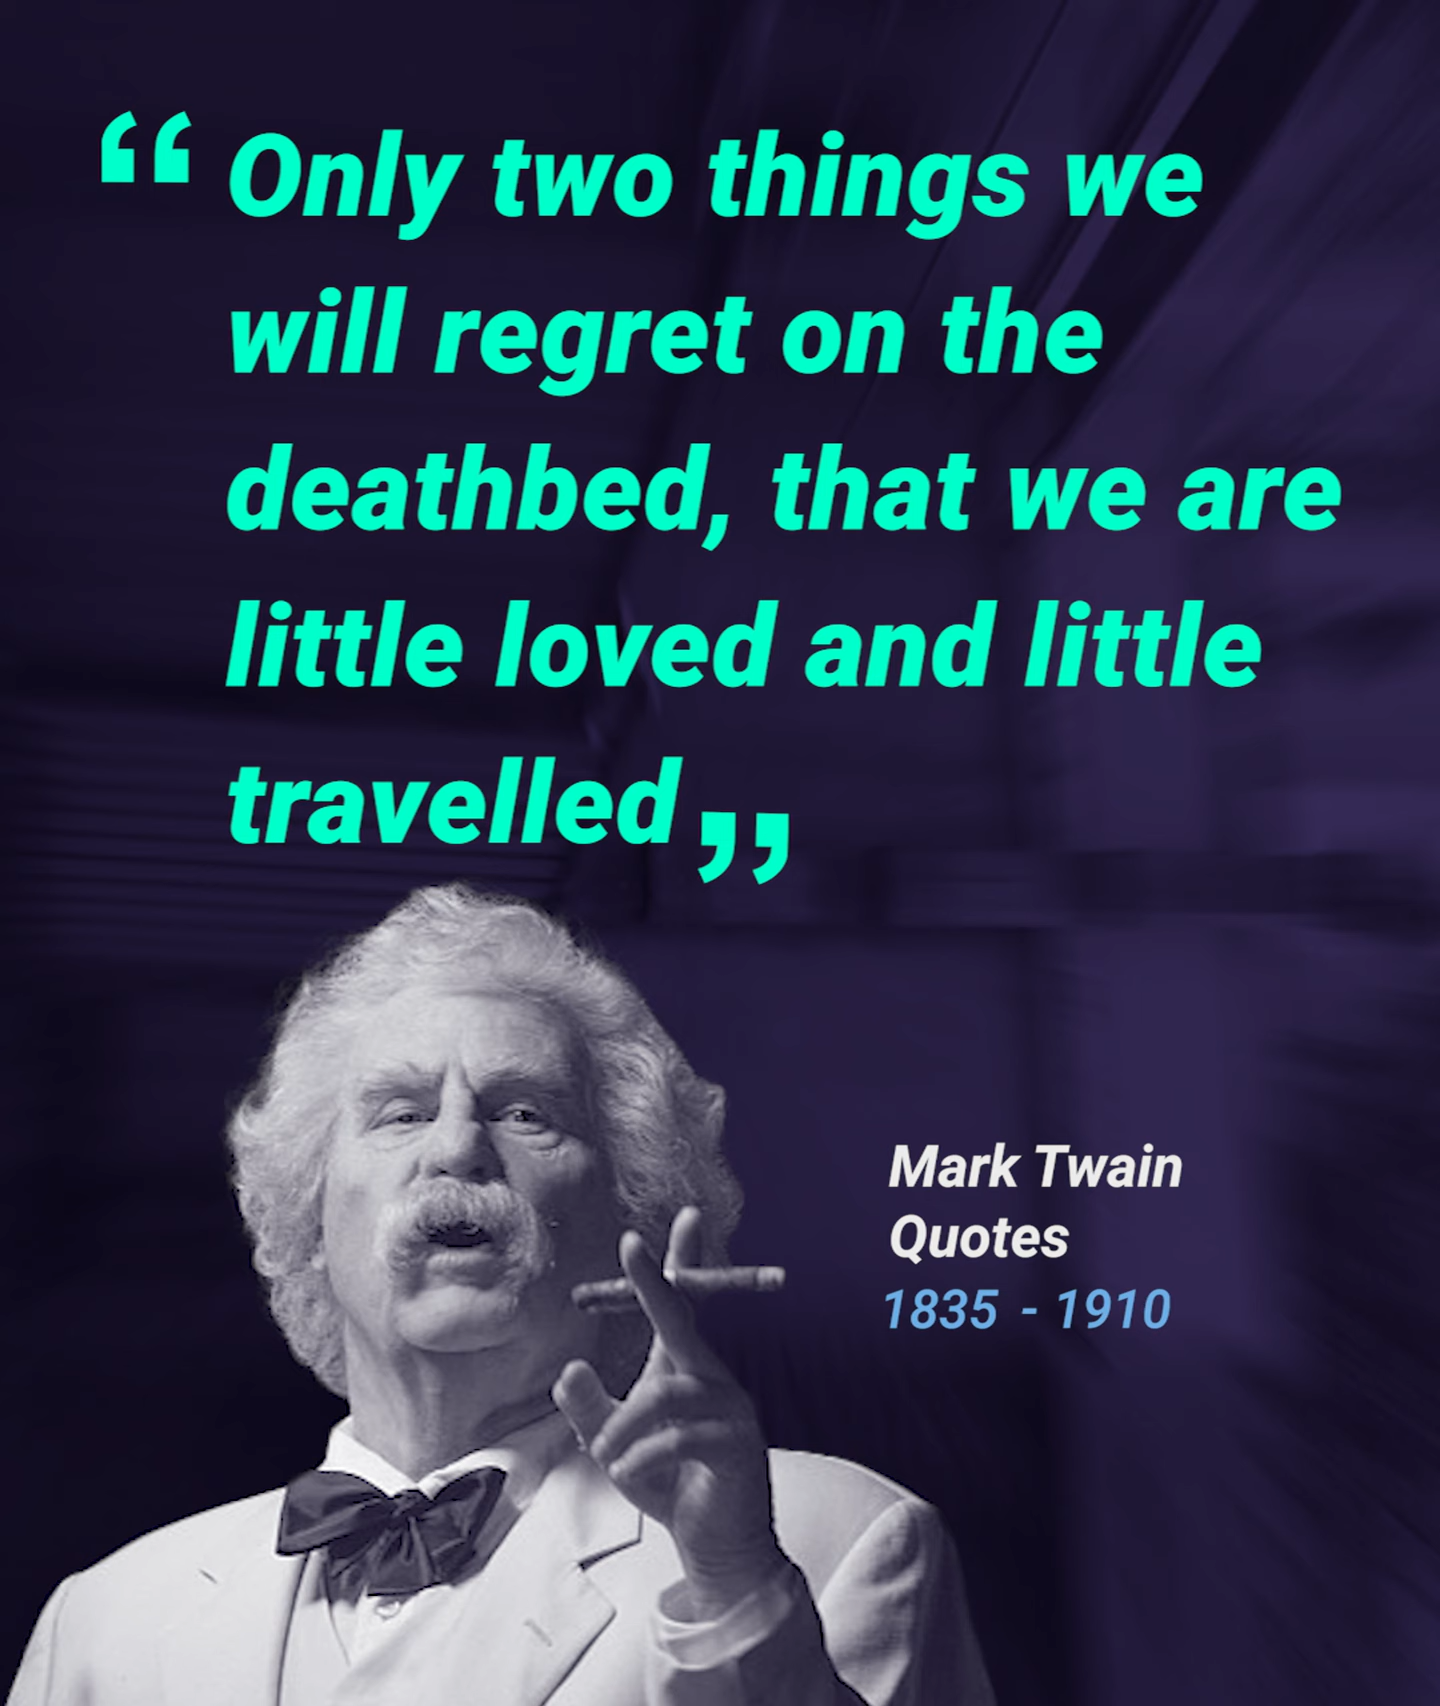 “ Only two things we
will regret on the
deathbed, that we are
little loved and little
travelled ”
Mark Twain
Quotes
1835 - 1910